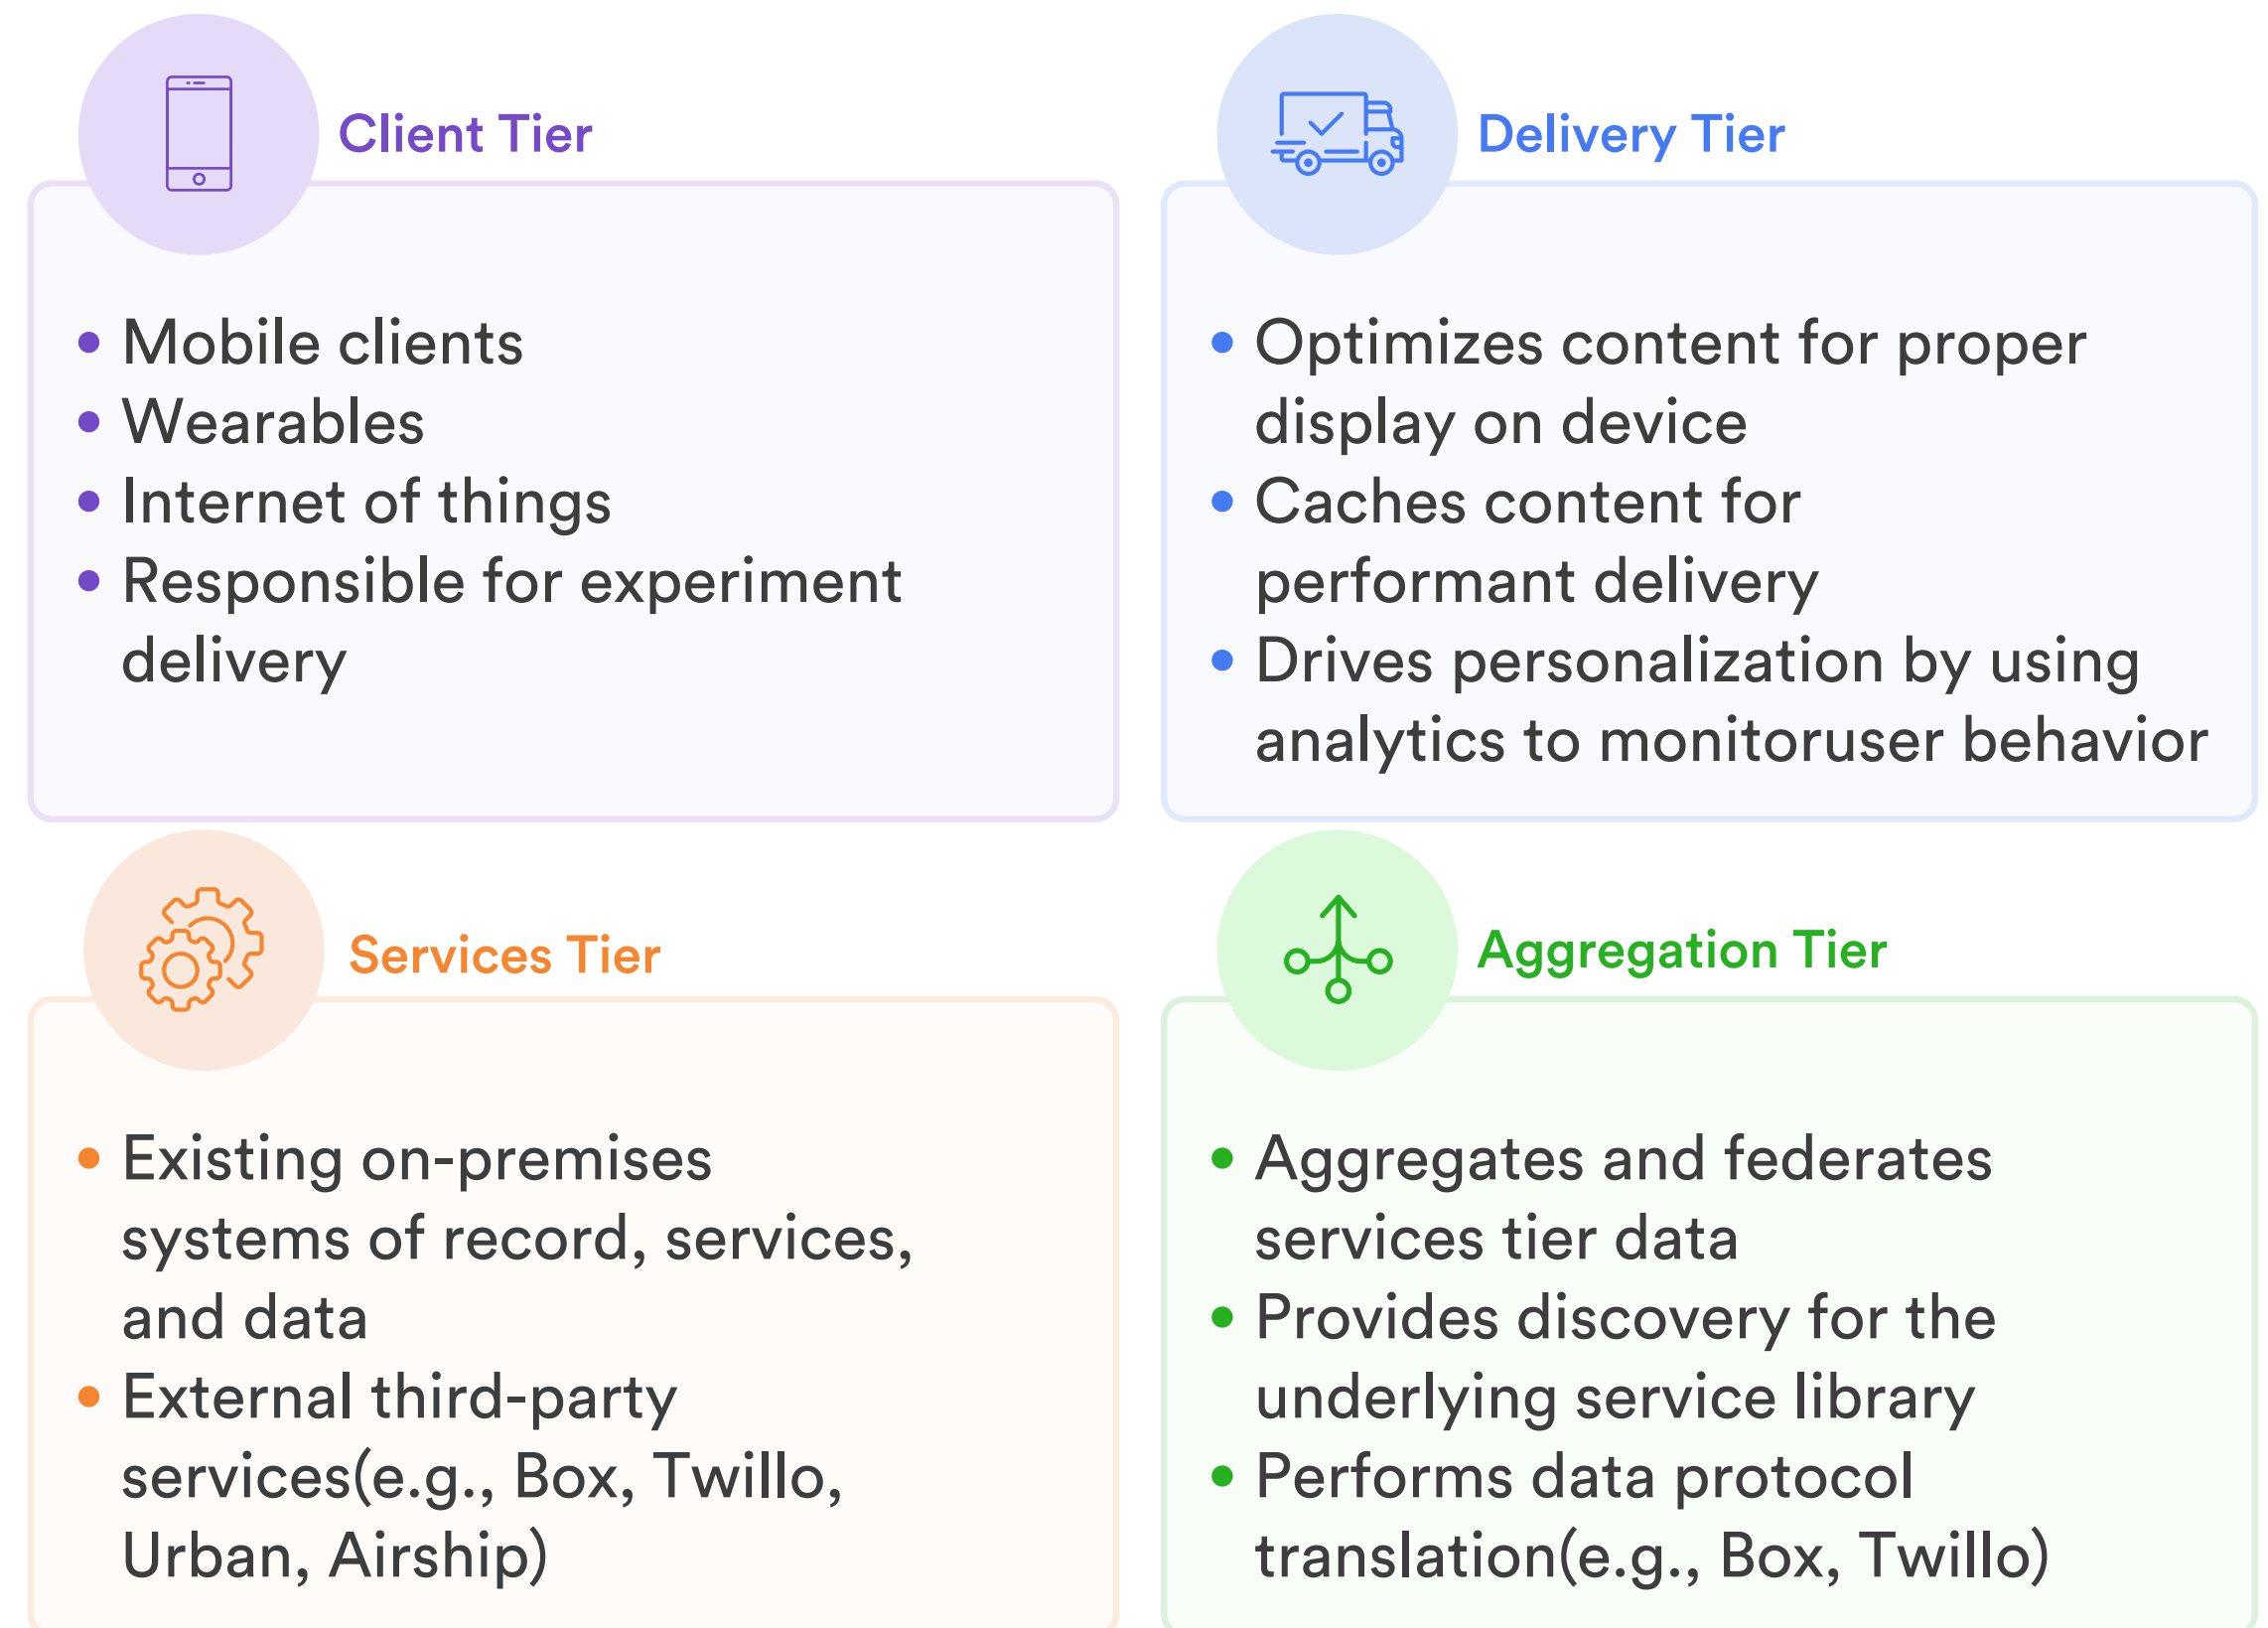 Client Tier
• Mobile clients
• Wearables
• Internet of things
• Responsible for experiment
delivery
Delivery Tier
• Optimizes content for proper
display on device
• Caches content for
performant delivery
• Drives personalization by using
analytics to monitoruser behavior
Services Tier
• Existing on-premises
systems of record, services,
and data
• External third-party
services(e.g., Box, Twillo,
Urban, Airship)
Aggregation Tier
• Aggregates and federates
services tier data
• Provides discovery for the
underlying service library
• Performs data protocol
translation(e.g., Box, Twillo)